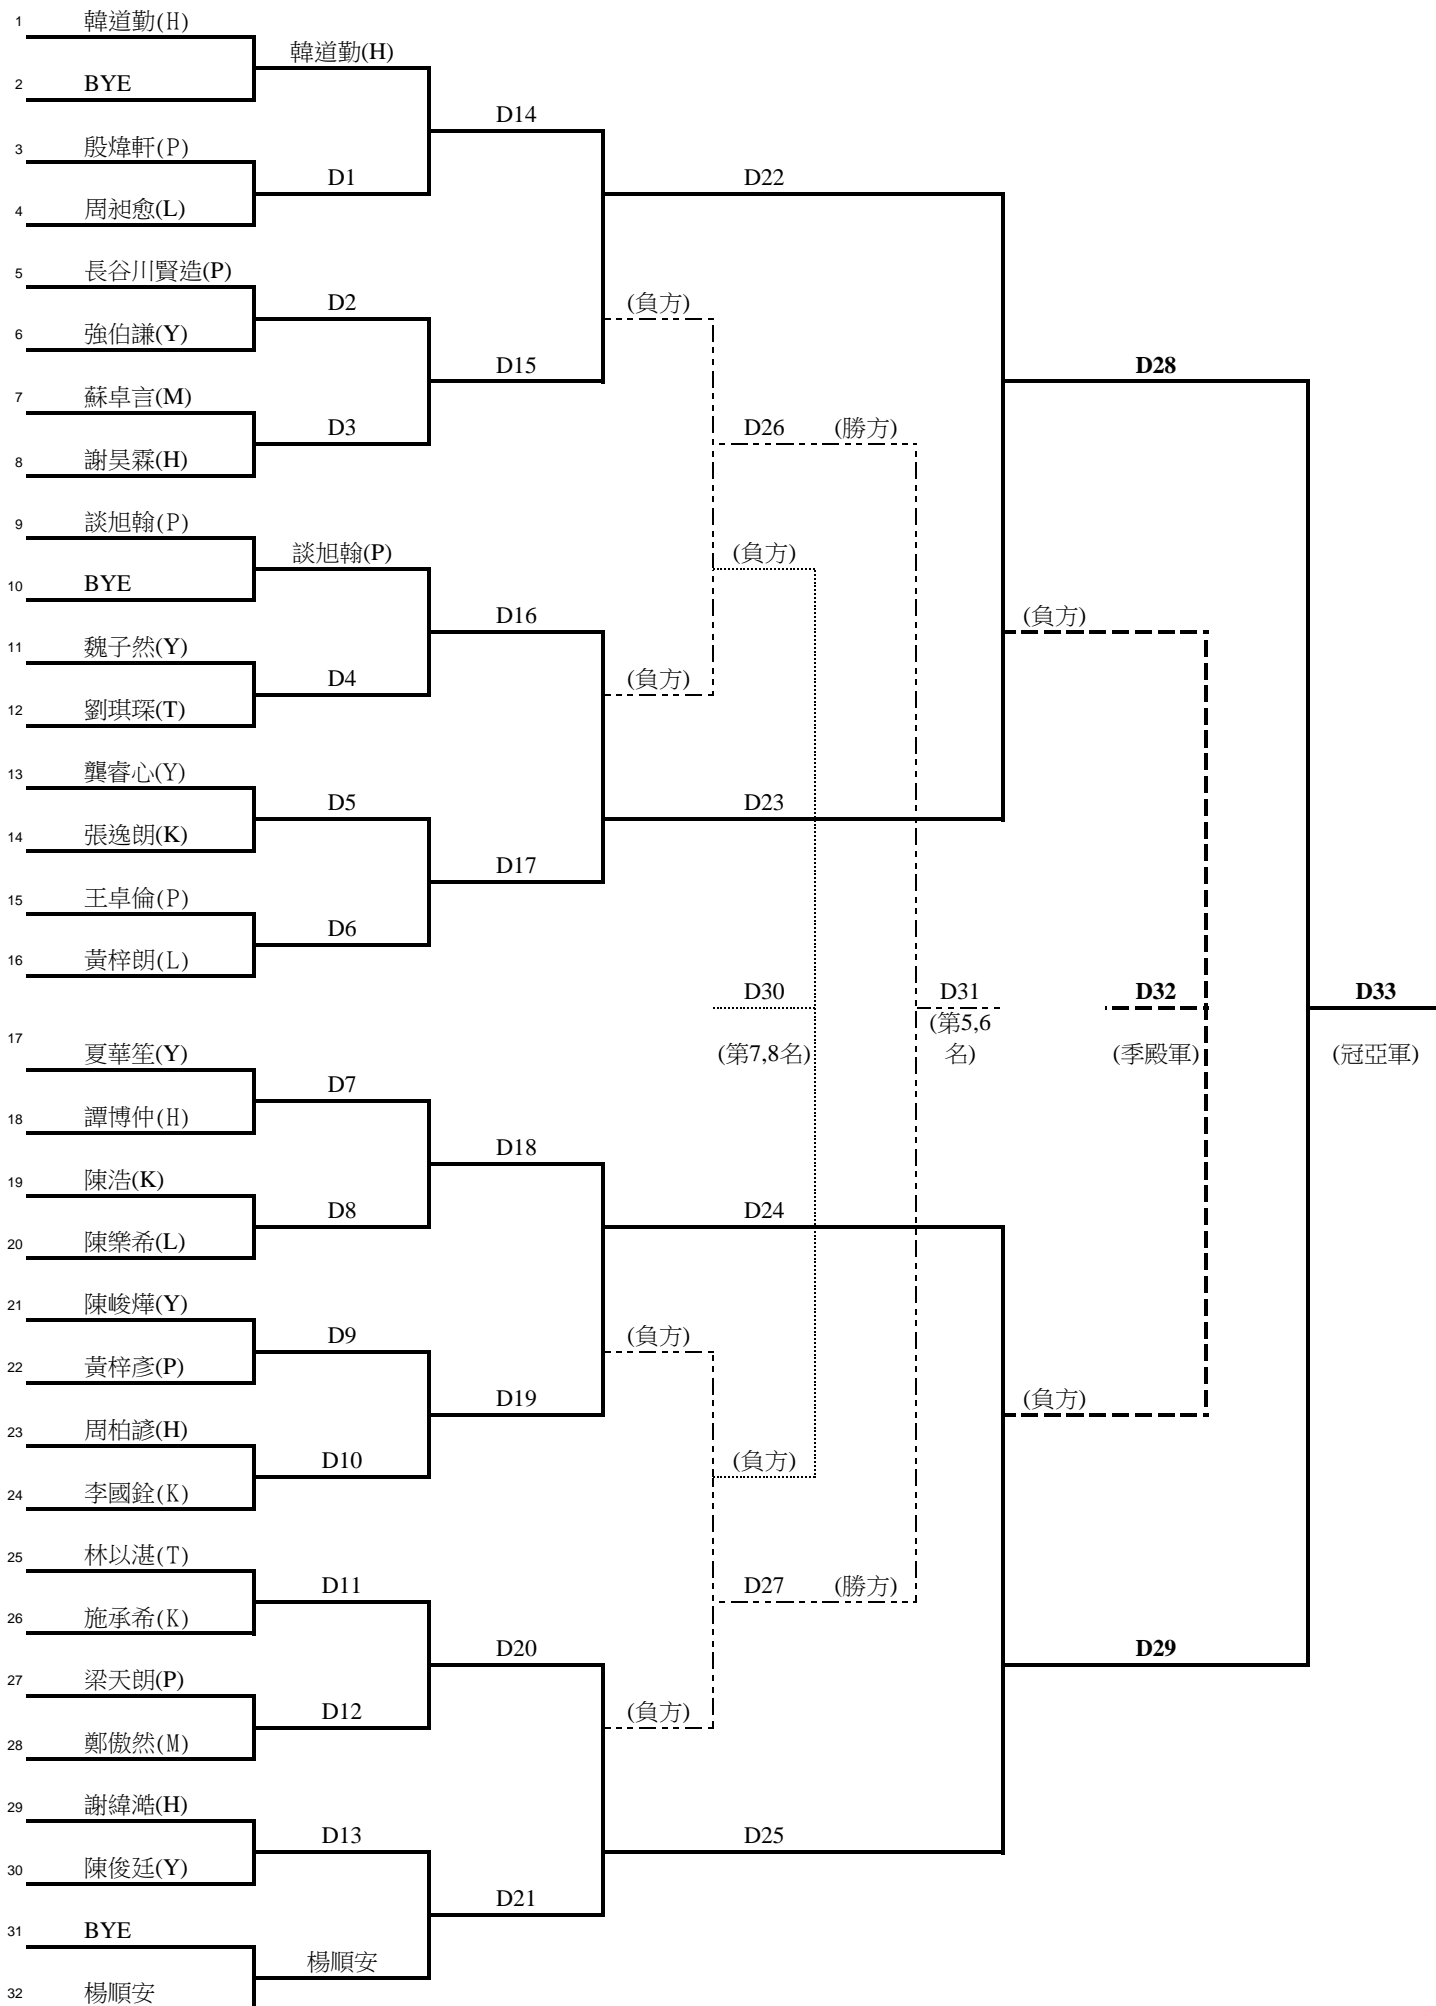 1 韓道勤(H)
韓道勤(H)
2 BYE
D14
3 殷煒軒(P)
D1 D22
4 周昶愈(L)
5 長谷川賢造(P)
D2 (負方)
6 強伯謙(Y)
D15 D28
7 蘇卓言(M)
D3 D26 (勝方)
8 謝昊霖(H)
9 談旭翰(P)
談旭翰(P) (負方)
10 BYE
D16 (負方)
11 魏子然(Y)
D4 (負方)
12 劉琪琛(T)
13 龔睿心(Y)
D5 D23
14 張逸朗(K)
D17
15 王卓倫(P)
D6
16 黃梓朗(L)
D30 D31 D32 D33
(第5,6
17 夏華笙(Y) (第7,8名) 名) (季殿軍) (冠亞軍)
D7
18 譚博仲(H)
D18
19 陳浩(K)
D8 D24
20 陳樂希(L)
21 陳峻燁(Y)
D9 (負方)
22 黃梓彥(P)
D19 (負方)
23 周柏諺(H)
D10 (負方)
24 李國銓(K)
25 林以湛(T)
D11 D27 (勝方)
26 施承希(K)
D20 D29
27 梁天朗(P)
D12 (負方)
28 鄭傲然(M)
29 謝緯澔(H)
D13 D25
30 陳俊廷(Y)
D21
31 BYE
楊順安
32 楊順安